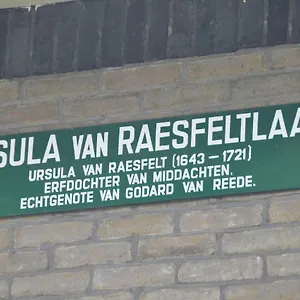 SULA VAN RAESFELTLAA
URSULA VAN RAESFELT (1643-1721)
ERFDOCHTER VAN MIDDACHTEN,
ECHTGENOTE VAN GODARD VAN REEDE.